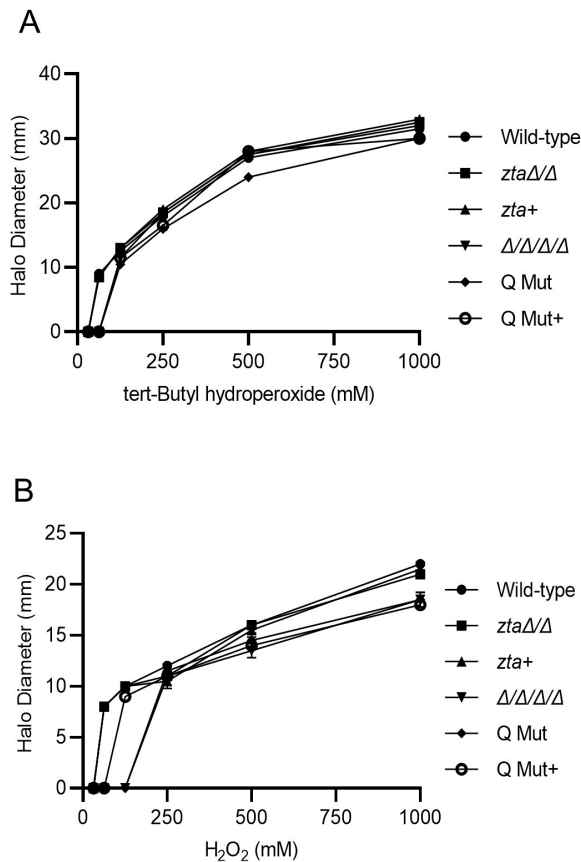 A
40
30
20
10
0
Halo Diameter (mm)
0 250 500 750 1000
tert-Butyl hydroperoxide (mM)
Wild-type
ztaΔ/Δ
zta+
Δ/Δ/Δ/Δ
Q Mut
Q Mut+
B
25
20
15
10
5
0
Halo Diameter (mm)
0 250 500 750 1000
H₂O₂ (mM)
Wild-type
ztaΔ/Δ
zta+
Δ/Δ/Δ/Δ
Q Mut
Q Mut+